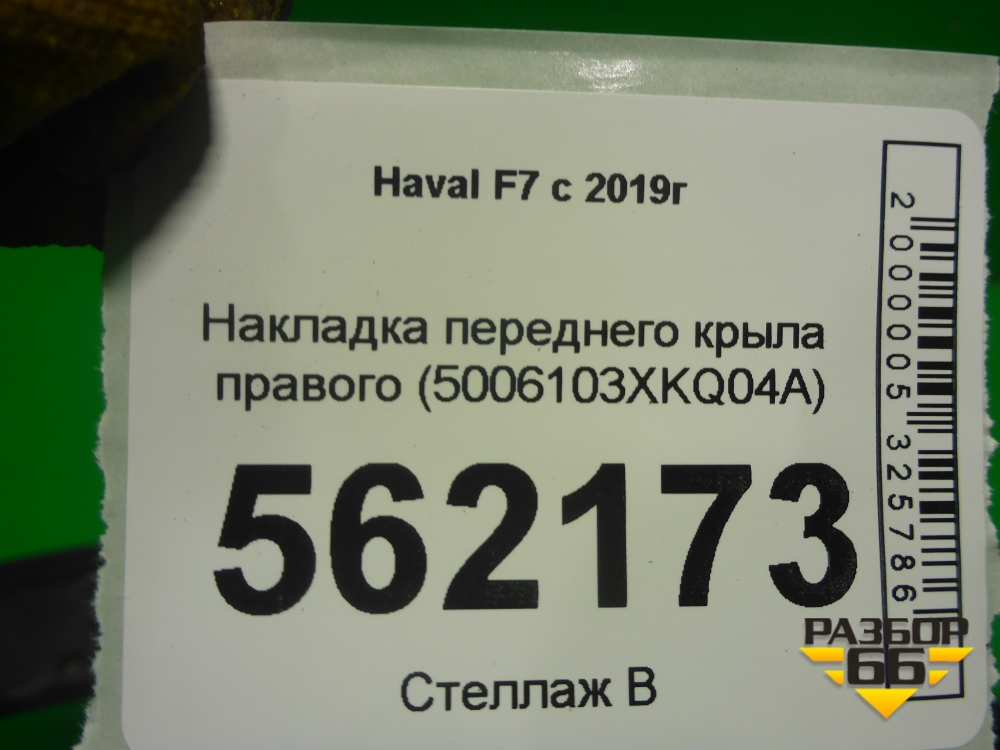 Haval F7 с 2019г
Накладка переднего крыла
правого (5006103XKQ04A)
562173
Стеллаж В
2000005325786
РАЗБОР
66